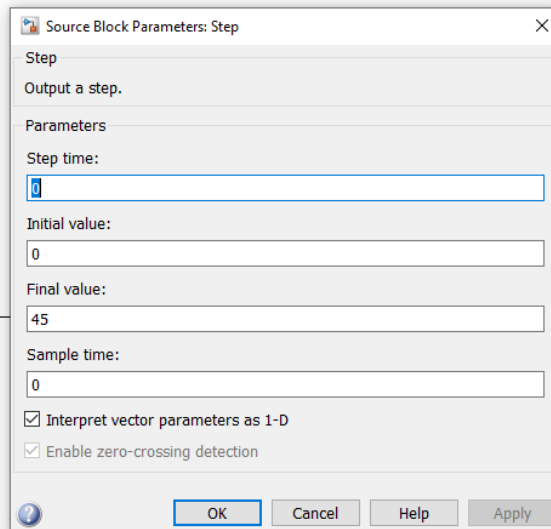 Source Block Parameters: Step
Step
Output a step.
Parameters
Step time:
0
Initial value:
0
Final value:
45
Sample time:
0
Interpret vector parameters as 1-D
Enable zero-crossing detection
?
OK Cancel Help Apply